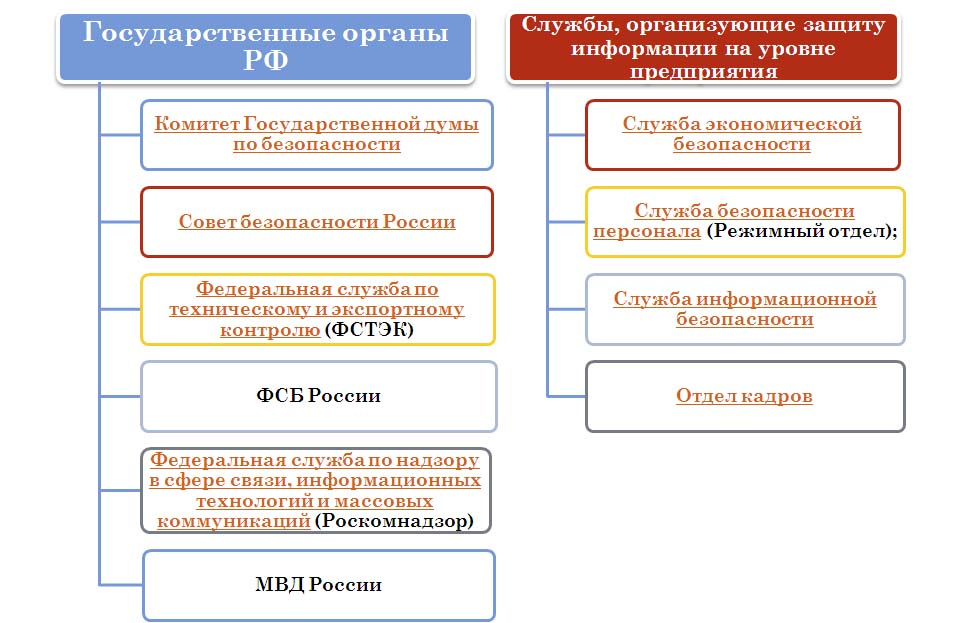 Государственные органы
РФ
Комитет Государственной думы
по безопасности
Совет безопасности России
Федеральная служба по
техническому и экспортному
контролю (ФСТЭК)
ФСБ России
Федеральная служба по надзору
в сфере связи, информационных
технологий и массовых
коммуникаций (Роскомнадзор)
МВД России
Службы, организующие защиту
информации на уровне
предприятия
Служба экономической
безопасности
Служба безопасности
персонала (Режимный отдел);
Служба информационной
безопасности
Отдел кадров